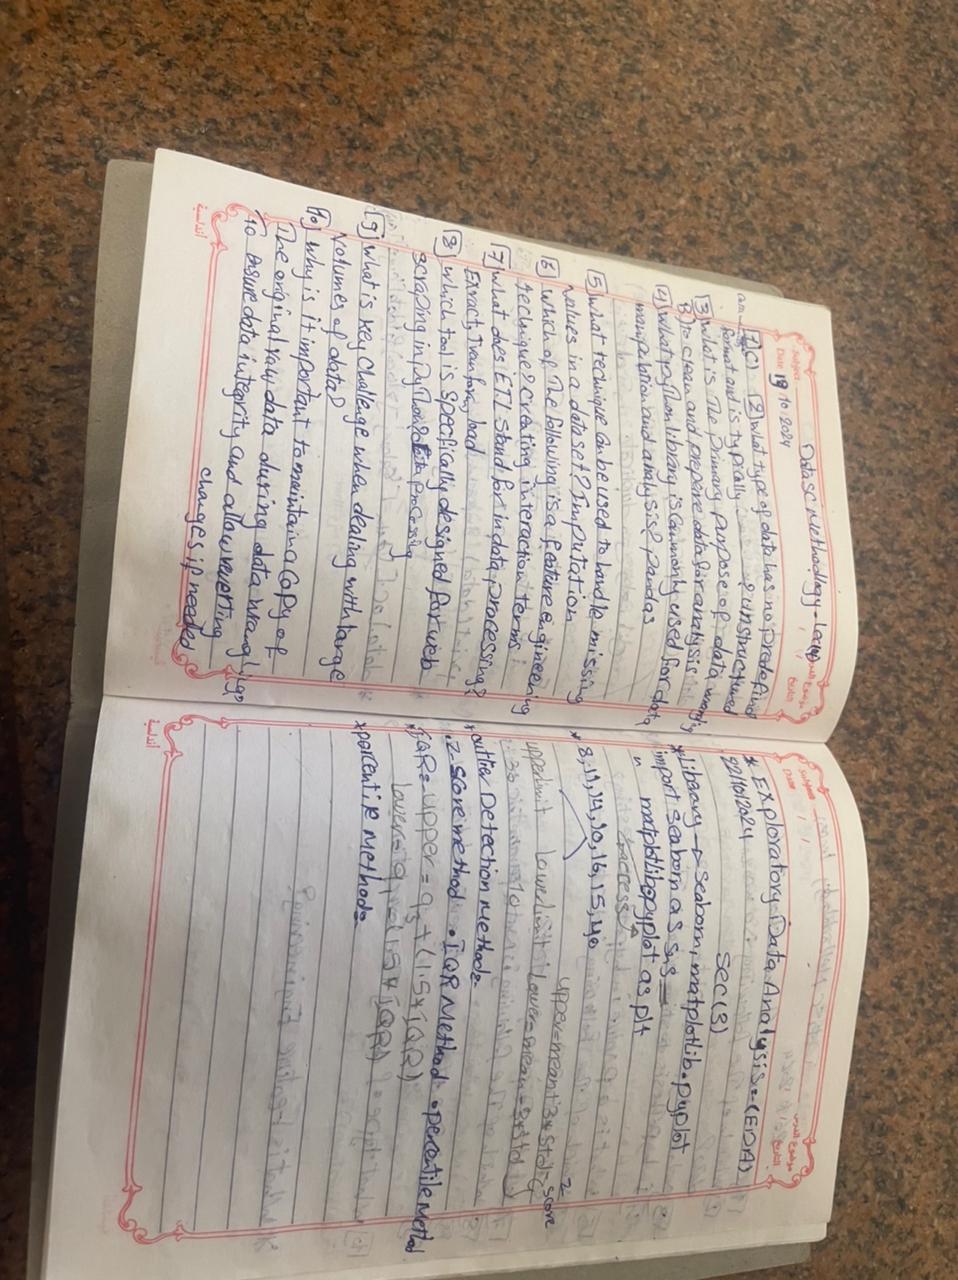 Subject Data sc Methodllagy - Lec(4) موضوع الدرس
Date 19/10/2024 / / التاريخ
[1] C) [2] what type of data has no predefind
format and is typically ? unstructured
[3] what is The Primary purpose of data wranging
B) to clean and prepare data for analysis
[4] what python library is commonly used for data
manipulation and analysis? pandas
[5] what technique can be used to handle missing
values in a dataset? Imputation
[6] which of The following is a feature engineering
technique? Creating interaction terms
[7] what does ETL stand for in data processing?
Exract, Tranform, load
[8] which tool is specifically designed for web
scraping in python? Processing
[9] what is key challenge when dealing with large
volumes of data?
[10] why is it important to maintain a copy of
The original raw data during data wrangling?
To ensure data integrity and allow reverting
changes if needed
أندلسية
Subject موضوع الدرس
Date / / التاريخ
* Exploratory Data Analysis:- (EDA)
22/10/2024
sec(3)
* Library → seaborn, matplotlib.pyplot
import seaborn as sns
" matplotlib.pyplot as plt
access
* 8, 11, 14, 10, 16, 15, 40
upperlimit Lowerlimit
upper=mean+3*std Z-score
Lower=mean-3*std
30 10
* outlier Detection Methods-
• Z-score method • IQR Method • percentile Method
* IQR:- upper = q3 + (1.5*IQR)
Lower= q1 1.5 * IQR)
* percentile Method:-
أندلسية